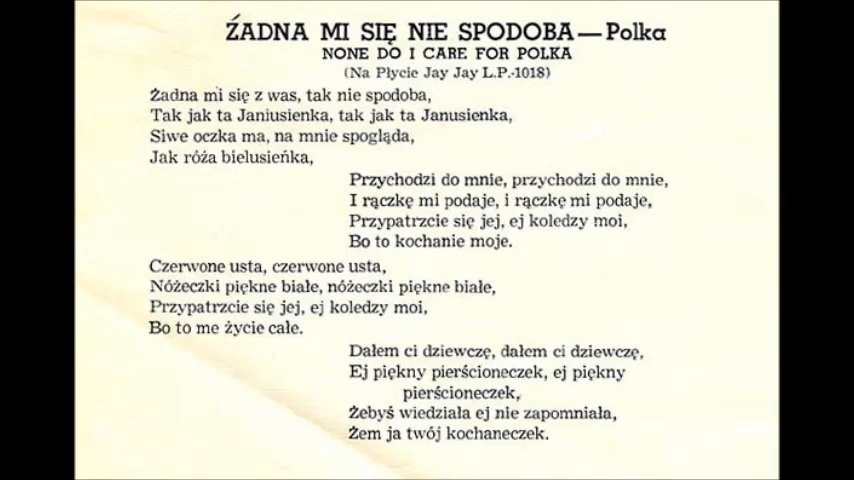 ŹADNA MI SIĘ NIE SPODOBA—Polka
NONE DO I CARE FOR POLKA
(Na Płycie Jay Jay L.P.-1018)
Żadna mi się z was, tak nie spodoba,
Tak jak ta Janiusienka, tak jak ta Janusienka,
Siwe oczka ma, na mnie spogląda,
Jak róża bielusieńka,
Przychodzi do mnie, przychodzi do mnie,
I rączkę mi podaje, i rączkę mi podaje,
Przypatrzcie się jej, ej koledzy moi,
Bo to kochanie moje.
Czerwone usta, czerwone usta,
Nóżeczki piękne białe, nóżeczki piękne białe,
Przypatrzcie się jej, ej koledzy moi,
Bo to me życie całe.
Dałem ci dziewczę, dałem ci dziewczę,
Ej piękny pierścioneczek, ej piękny
pierścioneczek,
Żebyś wiedziała ej nie zapomniała,
Żem ja twój kochaneczek.